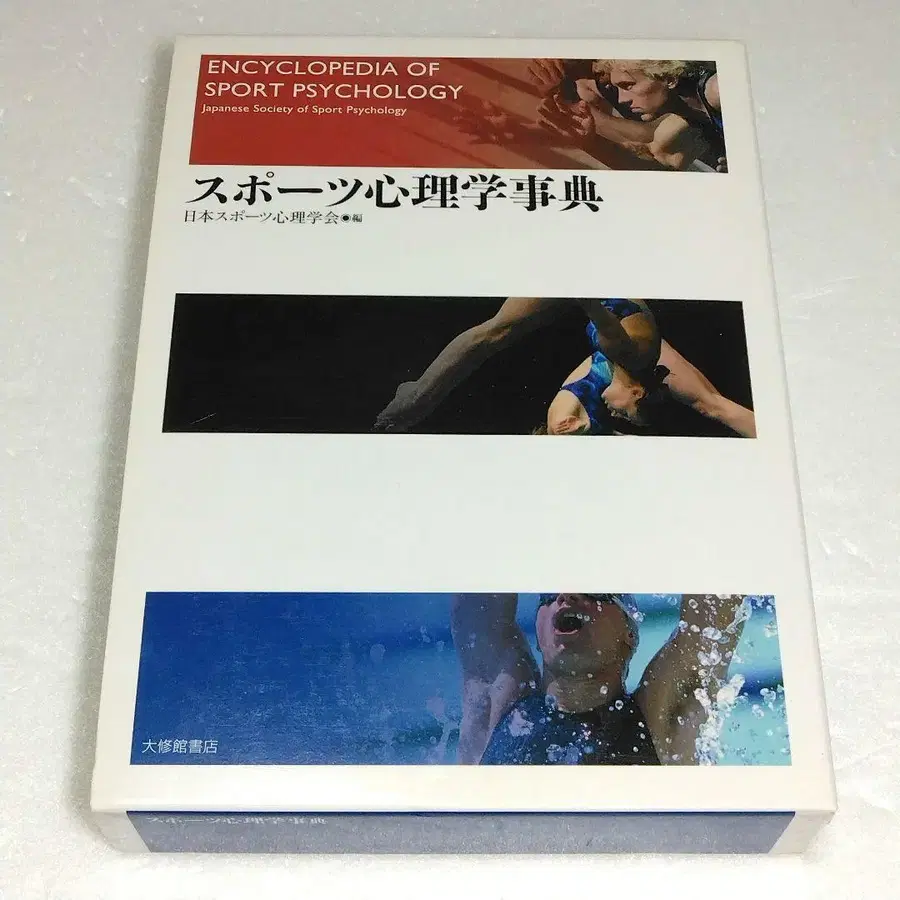 ENCYCLOPEDIA OF
SPORT PSYCHOLOGY
Japanese Society of Sport Psychology
スポーツ心理学事典
日本スポーツ心理学会◉編
大修館書店
スポーツ心理学事典